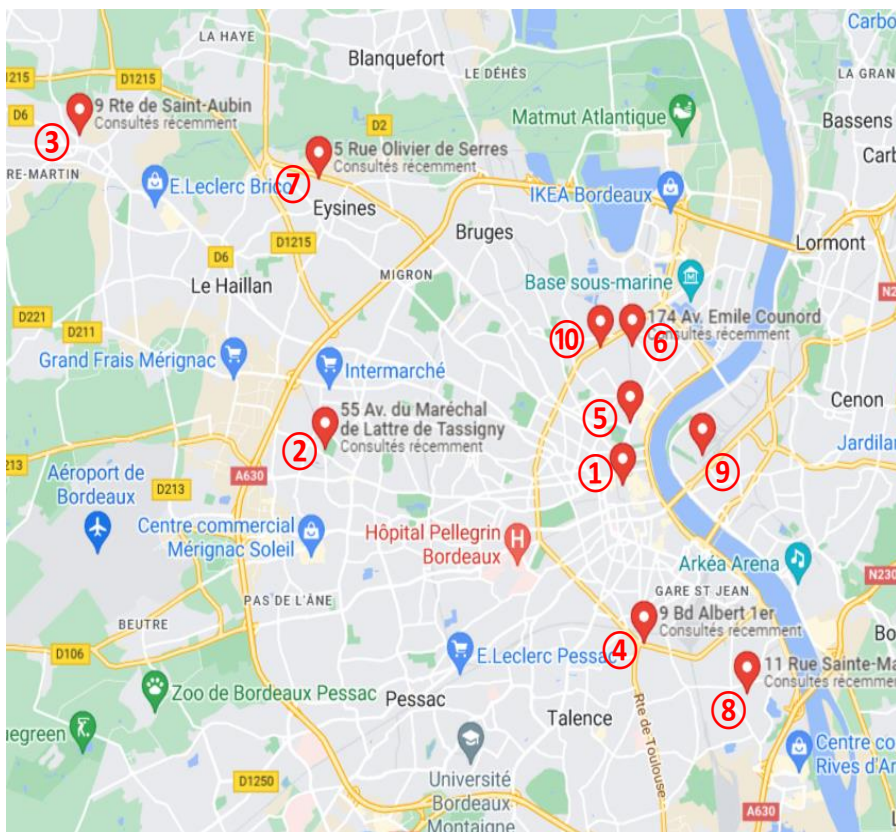 Carbo
LA HAYE
Blanquefort
LE DÉHÈS
1215
D1215
LA GRAN
9 Rte de Saint-Aubin
Consultés récemment
D6
③
D2
Matmut Atlantique
Bassens
Carb
5 Rue Olivier de Serres
Consultés récemment
RE-MARTIN
E.Leclerc Brico
⑦
IKEA Bordeaux
Eysines
Bruges
D1215
Lormont
D6
MIGRON
Le Haillan
Base sous-marine
N2
D221
D211
174 Av. Emile Counord
Consultés récemment
⑩
⑥
Grand Frais Mérignac
Intermarché
Cenon
55 Av. du Maréchal
de Lattre de Tassigny
Consultés récemment
②
⑤
Jardilan
213
Aéroport de
Bordeaux
A630
D213
①
⑨
Centre commercial
Mérignac Soleil
Hôpital Pellegrin
Bordeaux
Arkéa Arena
N230
GARE ST JEAN
PAS DE L'ÂNE
BEUTRE
9 Bd Albert 1er
Consultés récemment
④
Bo
D106
E.Leclerc Pessac
11 Rue Sainte-Ma
Consultés récemmen
⑧
Zoo de Bordeaux Pessac
Pessac
Talence
Rte de Toulouse
uegreen
Centre co
Rives d'Ar
D1250
Université
Bordeaux
Montaigne
A630